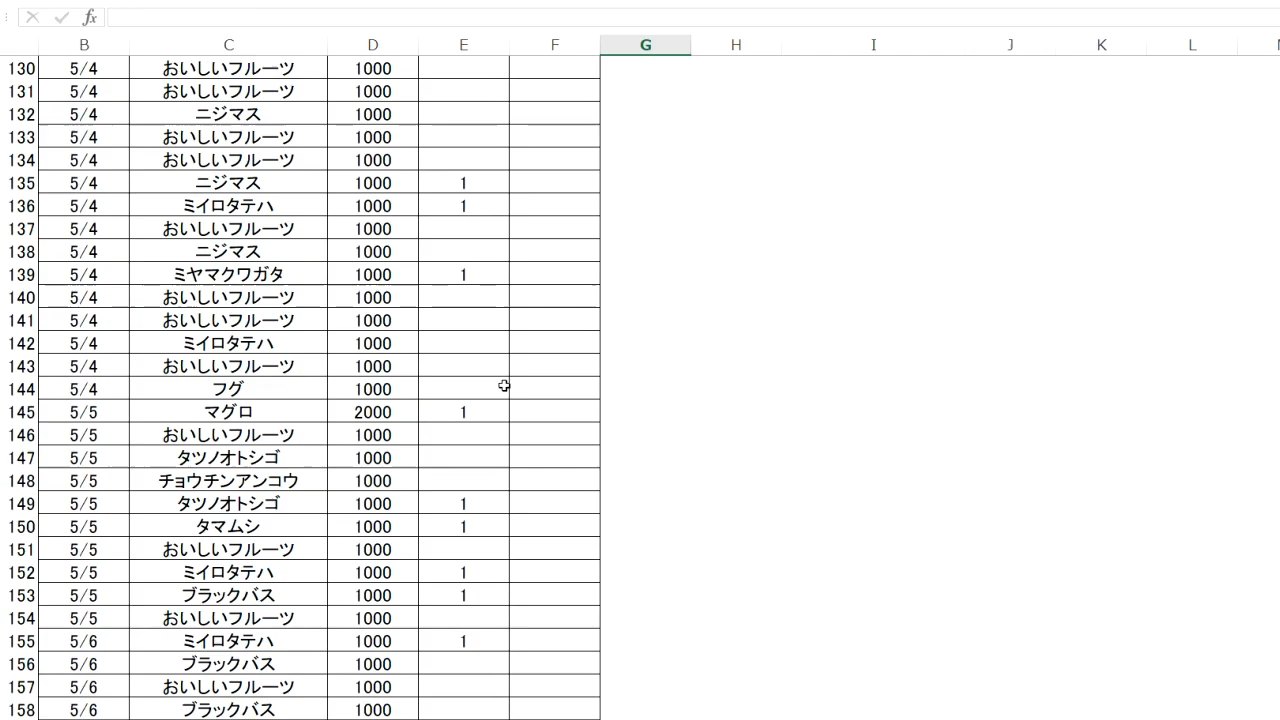 fx
B C D E F G H I J K L
130 5/4 おいしいフルーツ 1000
131 5/4 おいしいフルーツ 1000
132 5/4 ニジマス 1000
133 5/4 おいしいフルーツ 1000
134 5/4 おいしいフルーツ 1000
135 5/4 ニジマス 1000 1
136 5/4 ミイロタテハ 1000 1
137 5/4 おいしいフルーツ 1000
138 5/4 ニジマス 1000
139 5/4 ミヤマクワガタ 1000 1
140 5/4 おいしいフルーツ 1000
141 5/4 おいしいフルーツ 1000
142 5/4 ミイロタテハ 1000
143 5/4 おいしいフルーツ 1000
144 5/4 フグ 1000
145 5/5 マグロ 2000 1
146 5/5 おいしいフルーツ 1000
147 5/5 タツノオトシゴ 1000
148 5/5 チョウチンアンコウ 1000
149 5/5 タツノオトシゴ 1000 1
150 5/5 タマムシ 1000 1
151 5/5 おいしいフルーツ 1000
152 5/5 ミイロタテハ 1000 1
153 5/5 ブラックバス 1000 1
154 5/5 おいしいフルーツ 1000
155 5/6 ミイロタテハ 1000 1
156 5/6 ブラックバス 1000
157 5/6 おいしいフルーツ 1000
158 5/6 ブラックバス 1000